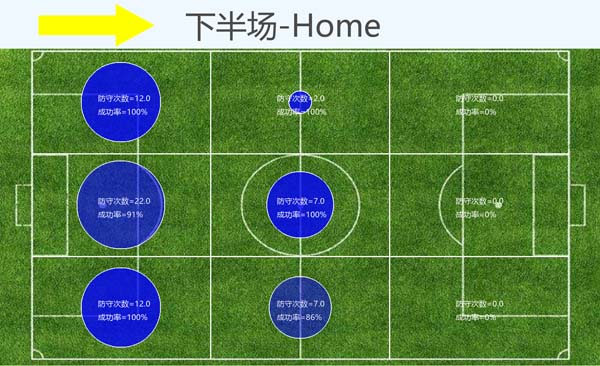 下半场-Home
防守次数=12.0
成功率=100%
防守次数=2.0
成功率=100%
防守次数=0.0
成功率=0%
防守次数=22.0
成功率=91%
防守次数=7.0
成功率=100%
防守次数=0.0
成功率=0%
防守次数=12.0
成功率=100%
防守次数=7.0
成功率=86%
防守次数=0.0
成功率=0%